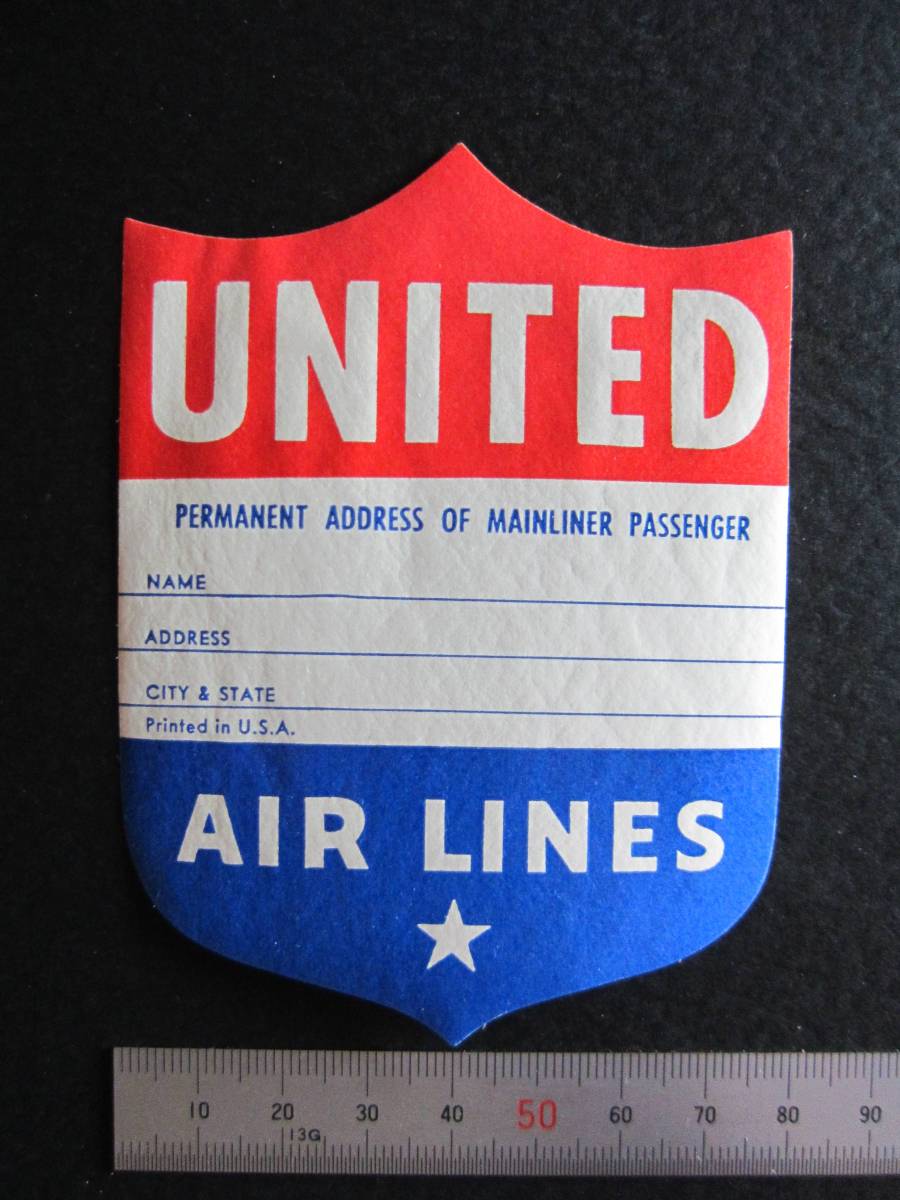 UNITED
PERMANENT ADDRESS OF MAINLINER PASSENGER
NAME
ADDRESS
CITY & STATE
Printed in U.S.A.
AIR LINES
10 20 30 40 50 60 70 80 90
13G